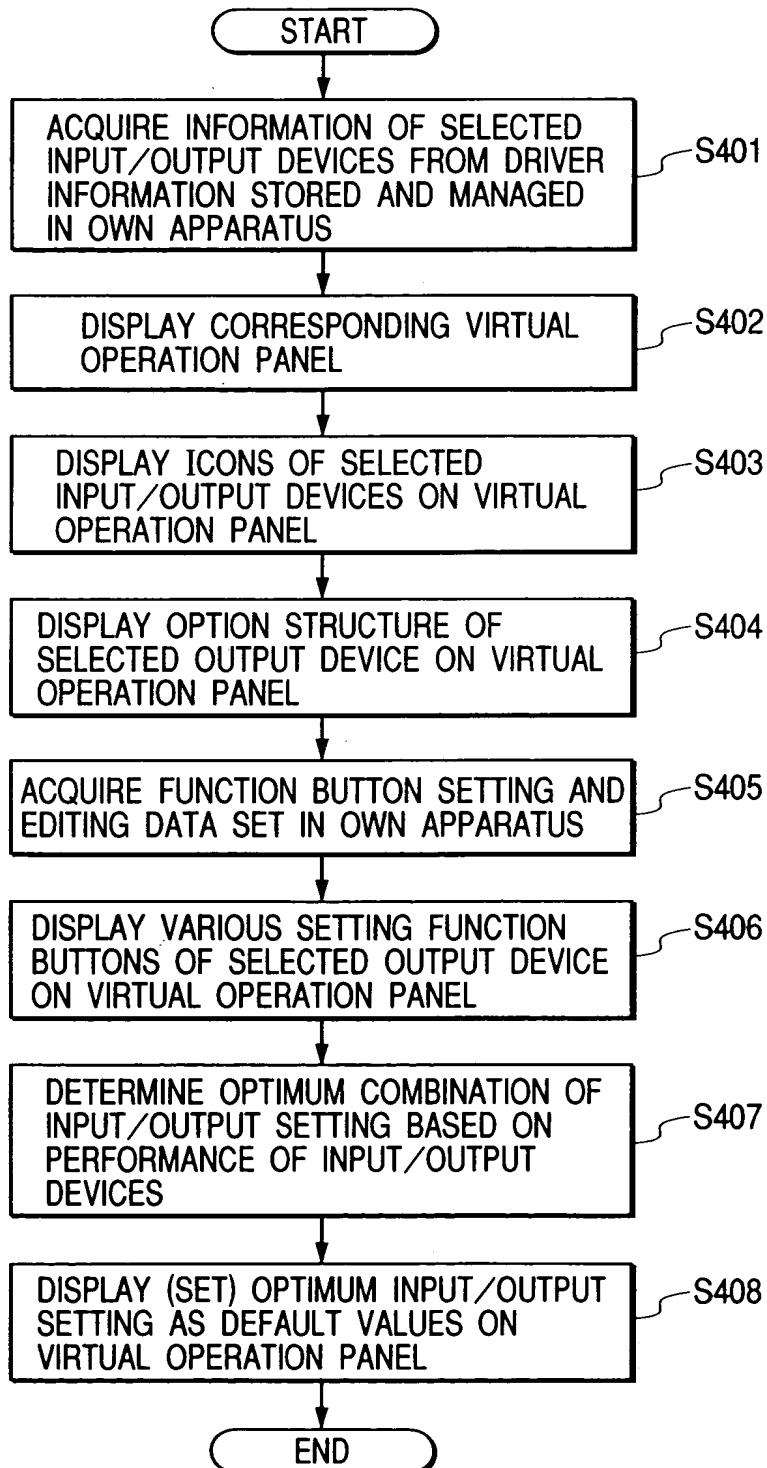 START
ACQUIRE INFORMATION OF SELECTED
INPUT/OUTPUT DEVICES FROM DRIVER
INFORMATION STORED AND MANAGED
IN OWN APPARATUS
S401
DISPLAY CORRESPONDING VIRTUAL
OPERATION PANEL
S402
DISPLAY ICONS OF SELECTED
INPUT/OUTPUT DEVICES ON VIRTUAL
OPERATION PANEL
S403
DISPLAY OPTION STRUCTURE OF
SELECTED OUTPUT DEVICE ON VIRTUAL
OPERATION PANEL
S404
ACQUIRE FUNCTION BUTTON SETTING AND
EDITING DATA SET IN OWN APPARATUS
S405
DISPLAY VARIOUS SETTING FUNCTION
BUTTONS OF SELECTED OUTPUT DEVICE
ON VIRTUAL OPERATION PANEL
S406
DETERMINE OPTIMUM COMBINATION OF
INPUT/OUTPUT SETTING BASED ON
PERFORMANCE OF INPUT/OUTPUT
DEVICES
S407
DISPLAY (SET) OPTIMUM INPUT/OUTPUT
SETTING AS DEFAULT VALUES ON
VIRTUAL OPERATION PANEL
S408
END